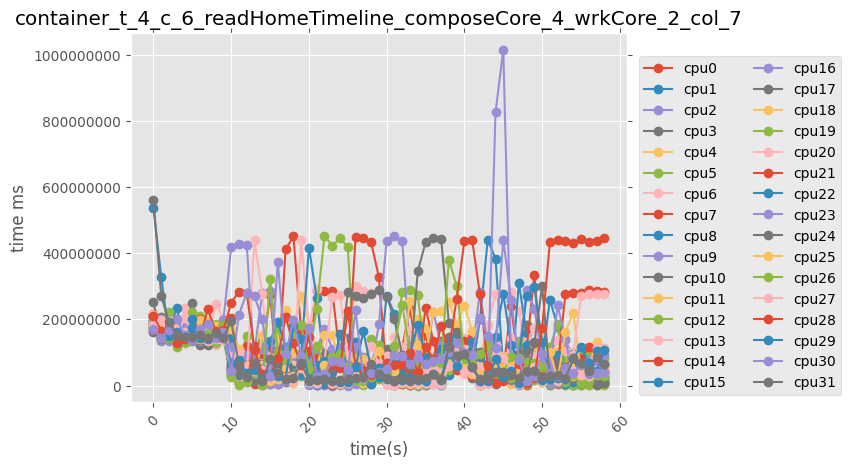 container_t_4_c_6_readHomeTimeline_composeCore_4_wrkCore_2_col_7
1000000000
800000000
600000000
400000000
200000000
0
time ms
0
10
20
30
40
50
60
time(s)
cpu0
cpu1
cpu2
cpu3
cpu4
cpu5
cpu6
cpu7
cpu8
cpu9
cpu10
cpu11
cpu12
cpu13
cpu14
cpu15
cpu16
cpu17
cpu18
cpu19
cpu20
cpu21
cpu22
cpu23
cpu24
cpu25
cpu26
cpu27
cpu28
cpu29
cpu30
cpu31